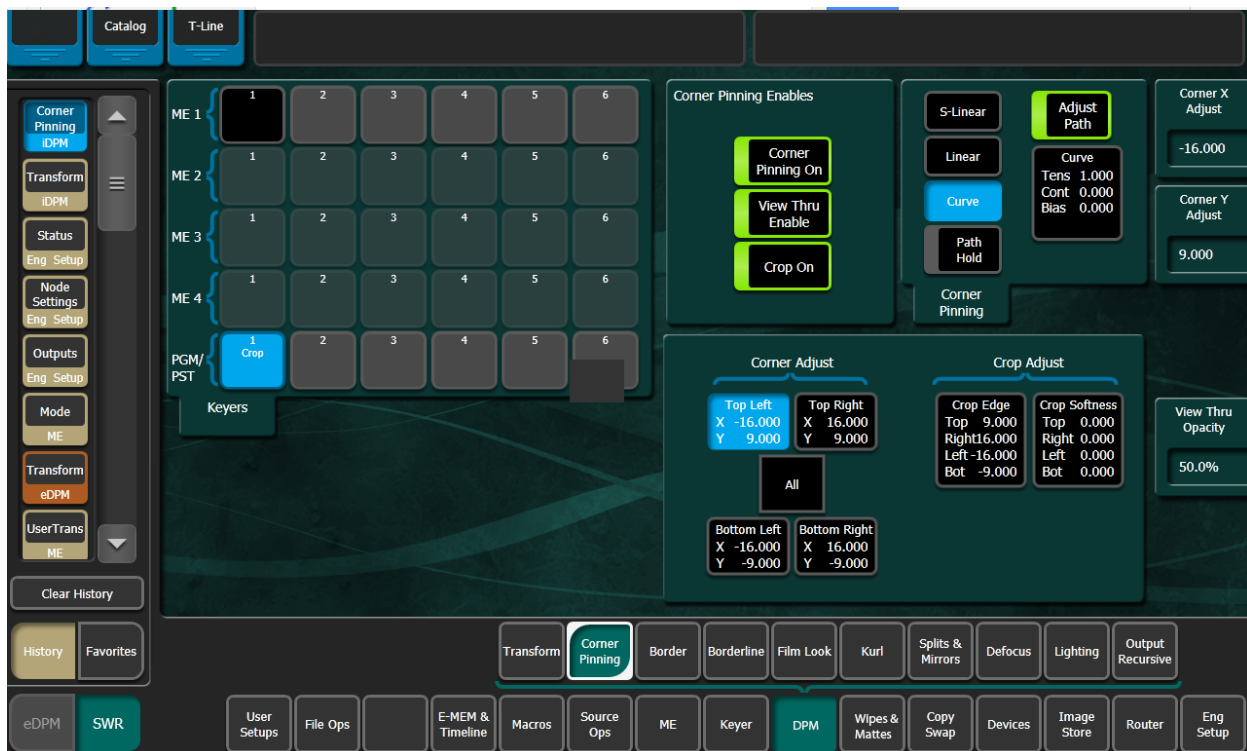 Catalog
T-Line
Corner Pinning
iDPM
Transform
iDPM
Status
Eng Setup
Node Settings
Eng Setup
Outputs
Eng Setup
Mode
ME
Transform
eDPM
UserTrans
ME
Clear History
History
Favorites
eDPM
SWR
ME 1
1 2 3 4 5 6
ME 2
1 2 3 4 5 6
ME 3
1 2 3 4 5 6
ME 4
1 2 3 4 5 6
PGM/PST
1 2 3 4 5 6
Crop
Keyers
Corner Pinning Enables
Corner Pinning On
View Thru Enable
Crop On
S-Linear
Linear
Curve
Path Hold
Adjust Path
Curve
Tens 1.000
Cont 0.000
Bias 0.000
Corner Pinning
Corner X Adjust
-16.000
Corner Y Adjust
9.000
Corner Adjust
Top Left
X -16.000
Y 9.000
Top Right
X 16.000
Y 9.000
All
Bottom Left
X -16.000
Y -9.000
Bottom Right
X 16.000
Y -9.000
Crop Adjust
Crop Edge
Top 9.000
Right16.000
Left-16.000
Bot -9.000
Crop Softness
Top 0.000
Right 0.000
Left 0.000
Bot 0.000
View Thru Opacity
50.0%
Transform
Corner Pinning
Border
Borderline
Film Look
Kurl
Splits & Mirrors
Defocus
Lighting
Output Recursive
User Setups
File Ops
E-MEM & Timeline
Macros
Source Ops
ME
Keyer
DPM
Wipes & Mattes
Copy Swap
Devices
Image Store
Router
Eng Setup